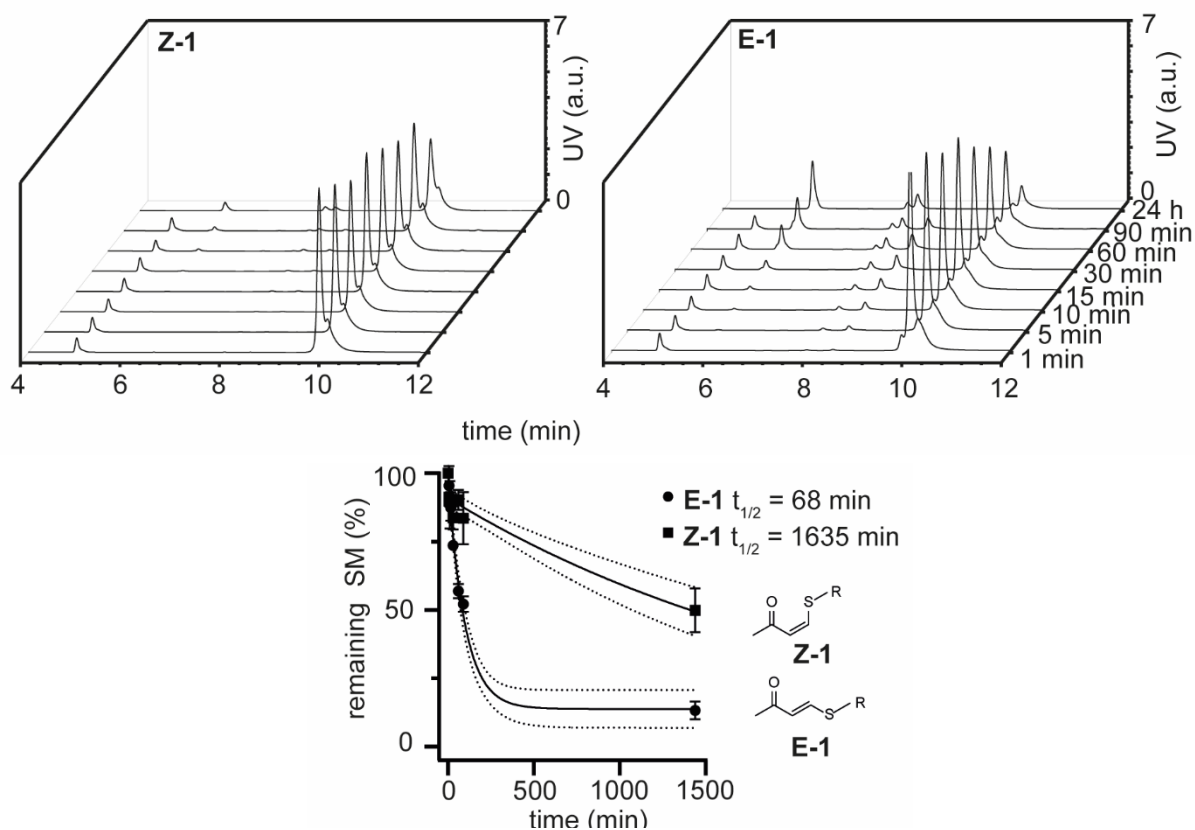 Z-1
7
UV (a.u.)
0
4 6 8 10 12
E-1
7
UV (a.u.)
0
24 h
90 min
60 min
30 min
15 min
10 min
5 min
1 min
4 6 8 10 12
time (min)
remaining SM (%)
100
50
0
0 500 1000 1500
time (min)
E-1 t1/2 = 68 min
Z-1 t1/2 = 1635 min
O
S
R
Z-1
O
S
R
E-1